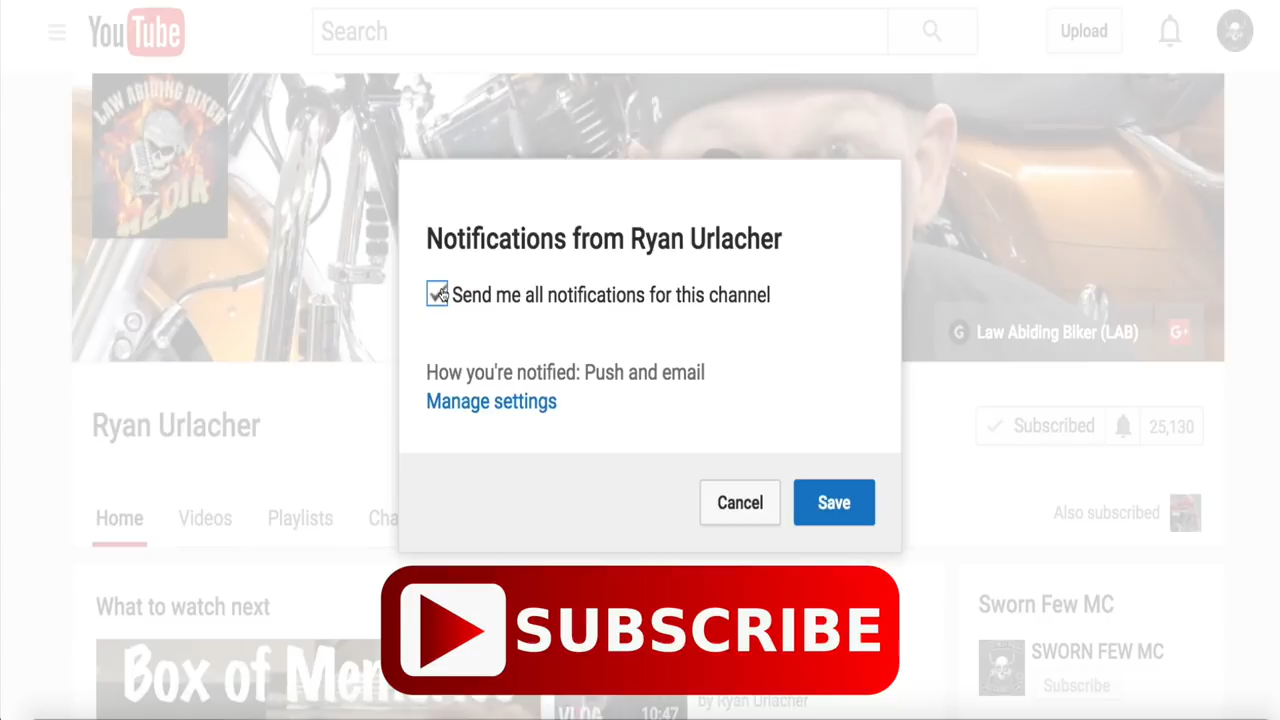 YouTube
Search
Upload
LAW ABIDING BIKER
MEDIA
Notifications from Ryan Urlacher
Send me all notifications for this channel
Law Abiding Biker (LAB)
G+
How you're notified: Push and email
Manage settings
Ryan Urlacher
Subscribed
25,130
Cancel
Save
Home Videos Playlists Cha
Also subscribed
What to watch next
Sworn Few MC
SUBSCRIBE
Box of Mem
SWORN FEW MC
Subscribe
by Ryan Urlacher
VLOG
10:47